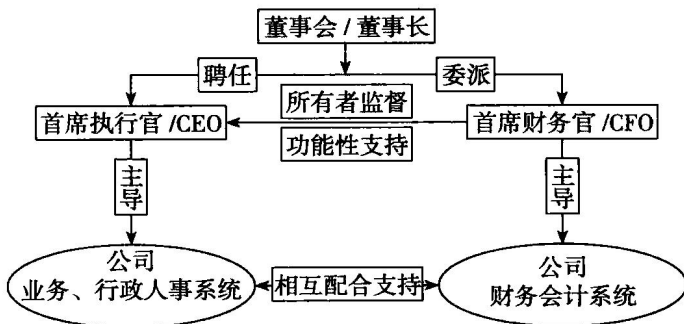 董事会 / 董事长
聘任
委派
所有者监督
首席执行官 /CEO
首席财务官 /CFO
功能性支持
主导
主导
公司
业务、行政人事系统
相互配合支持
公司
财务会计系统